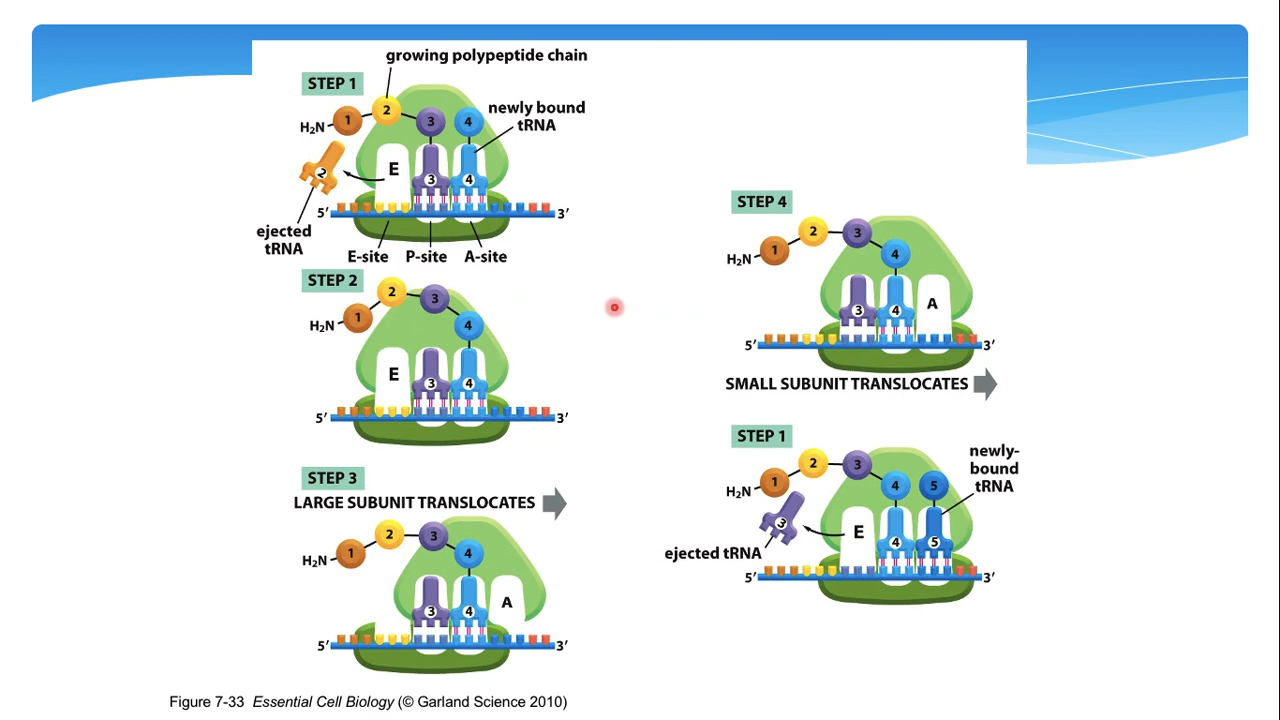 growing polypeptide chain
STEP 1
1
2
3
4
newly bound
tRNA
H₂N
2
E
3
4
5′
3′
ejected
tRNA
E-site
P-site
A-site
STEP 2
1
2
3
4
H₂N
E
3
4
5′
3′
STEP 3
LARGE SUBUNIT TRANSLOCATES
1
2
3
4
H₂N
3
4
A
5′
3′
STEP 4
1
2
3
4
H₂N
3
4
A
5′
3′
SMALL SUBUNIT TRANSLOCATES
STEP 1
1
2
3
4
5
newly-
bound
tRNA
H₂N
3
E
4
5
ejected tRNA
5′
3′
Figure 7-33 Essential Cell Biology (© Garland Science 2010)